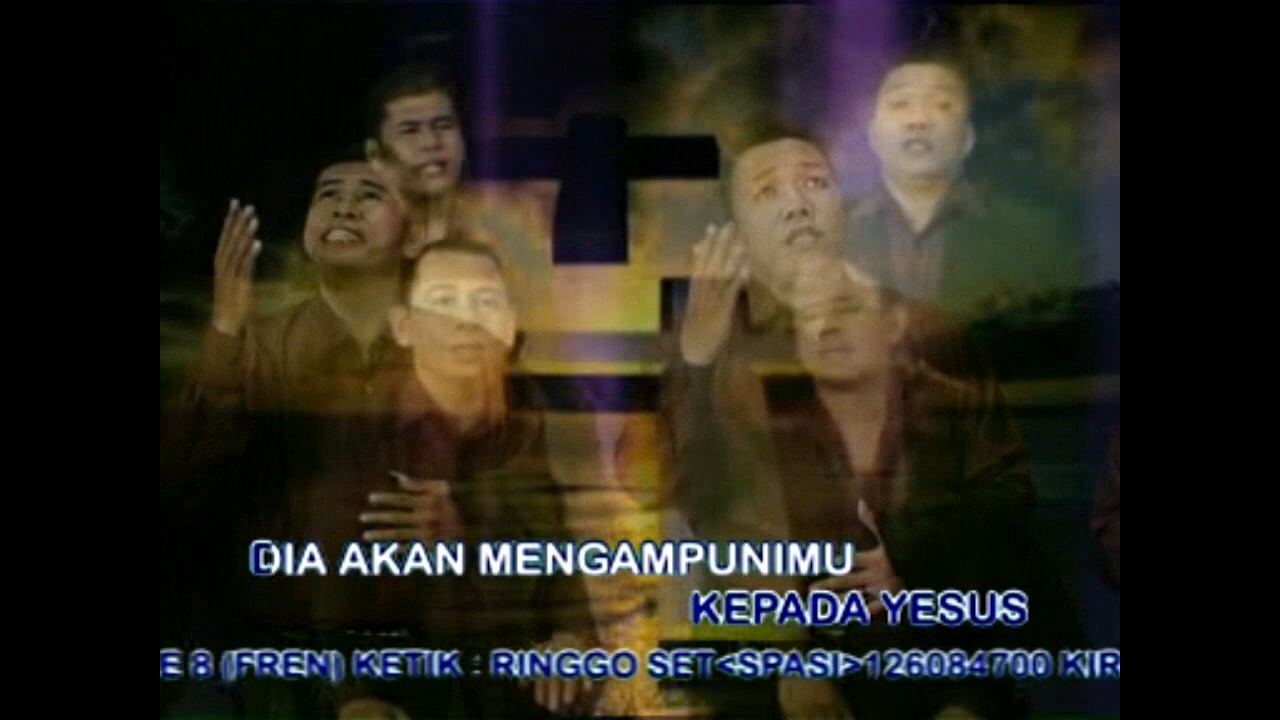 DIA AKAN MENGAMPUNIMU
KEPADA YESUS
E 8 (FREN) KETIK : RINGGO SET<SPASI>126084700 KIR